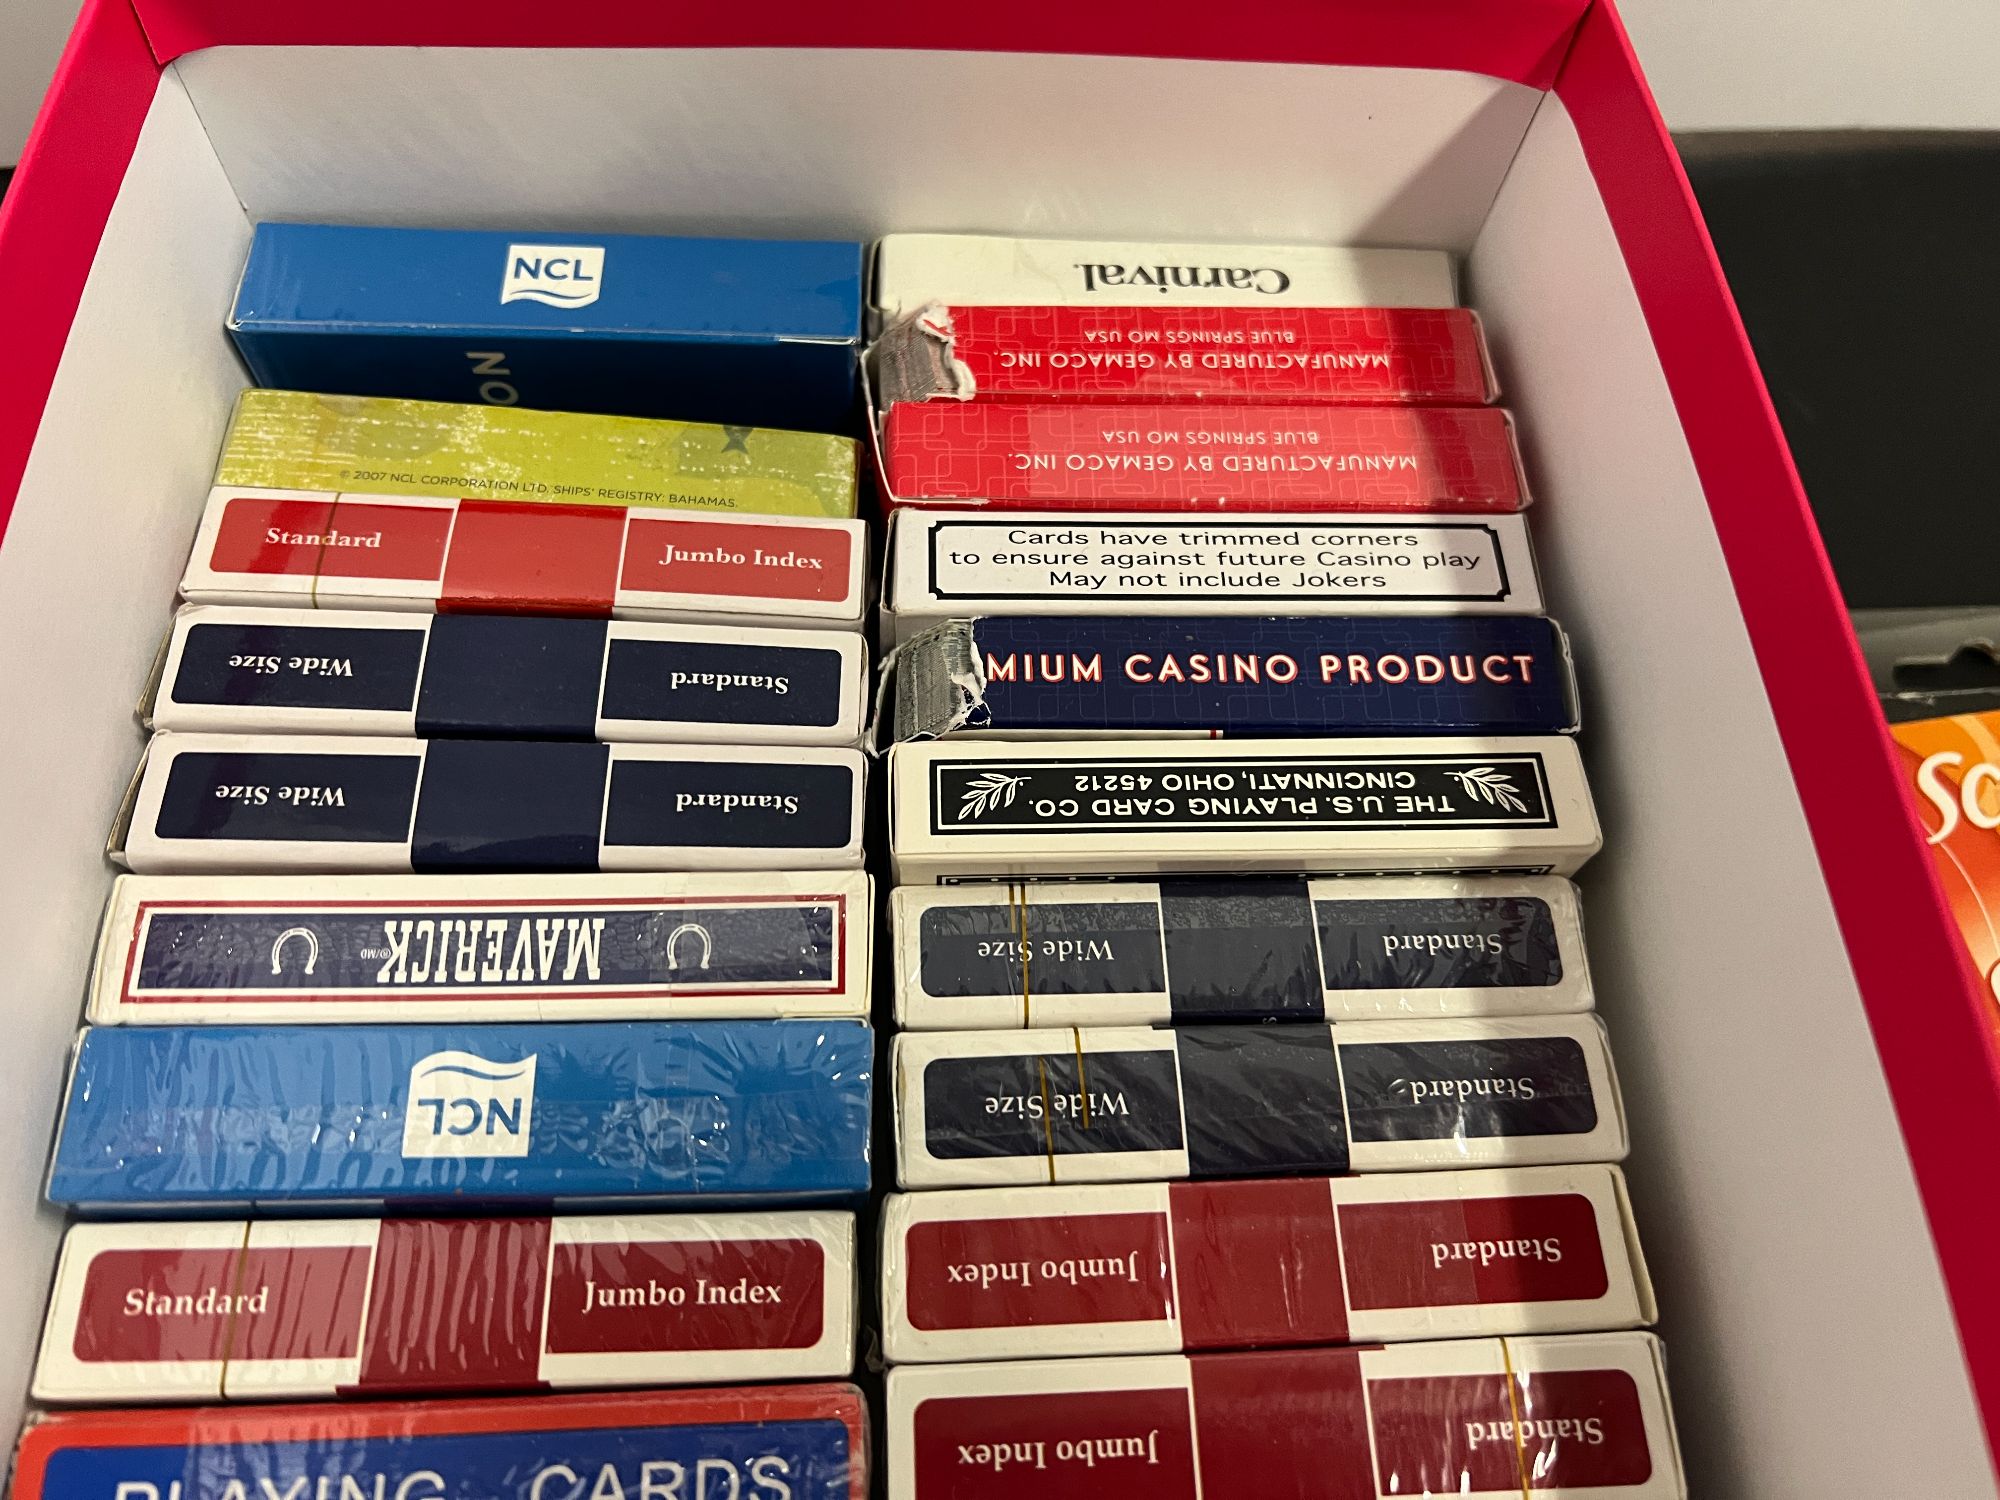 NCL
ON
© 2007 NCL CORPORATION LTD. SHIPS' REGISTRY: BAHAMAS.
Standard
Jumbo Index
Wide Size
Standard
Wide Size
Standard
MAVERICK ®/MD
NCL
Standard
Jumbo Index
PLAYING CARDS
Carnival
MANUFACTURED BY GEMACO INC.
BLUE SPRINGS MO USA
MANUFACTURED BY GEMACO INC.
BLUE SPRINGS MO USA
Cards have trimmed corners
to ensure against future Casino play
May not include Jokers
MIUM CASINO PRODUCT
THE U.S. PLAYING CARD CO.
CINCINNATI, OHIO 45212
Wide Size
Standard
Wide Size
Standard
Jumbo Index
Standard
Jumbo Index
Standard